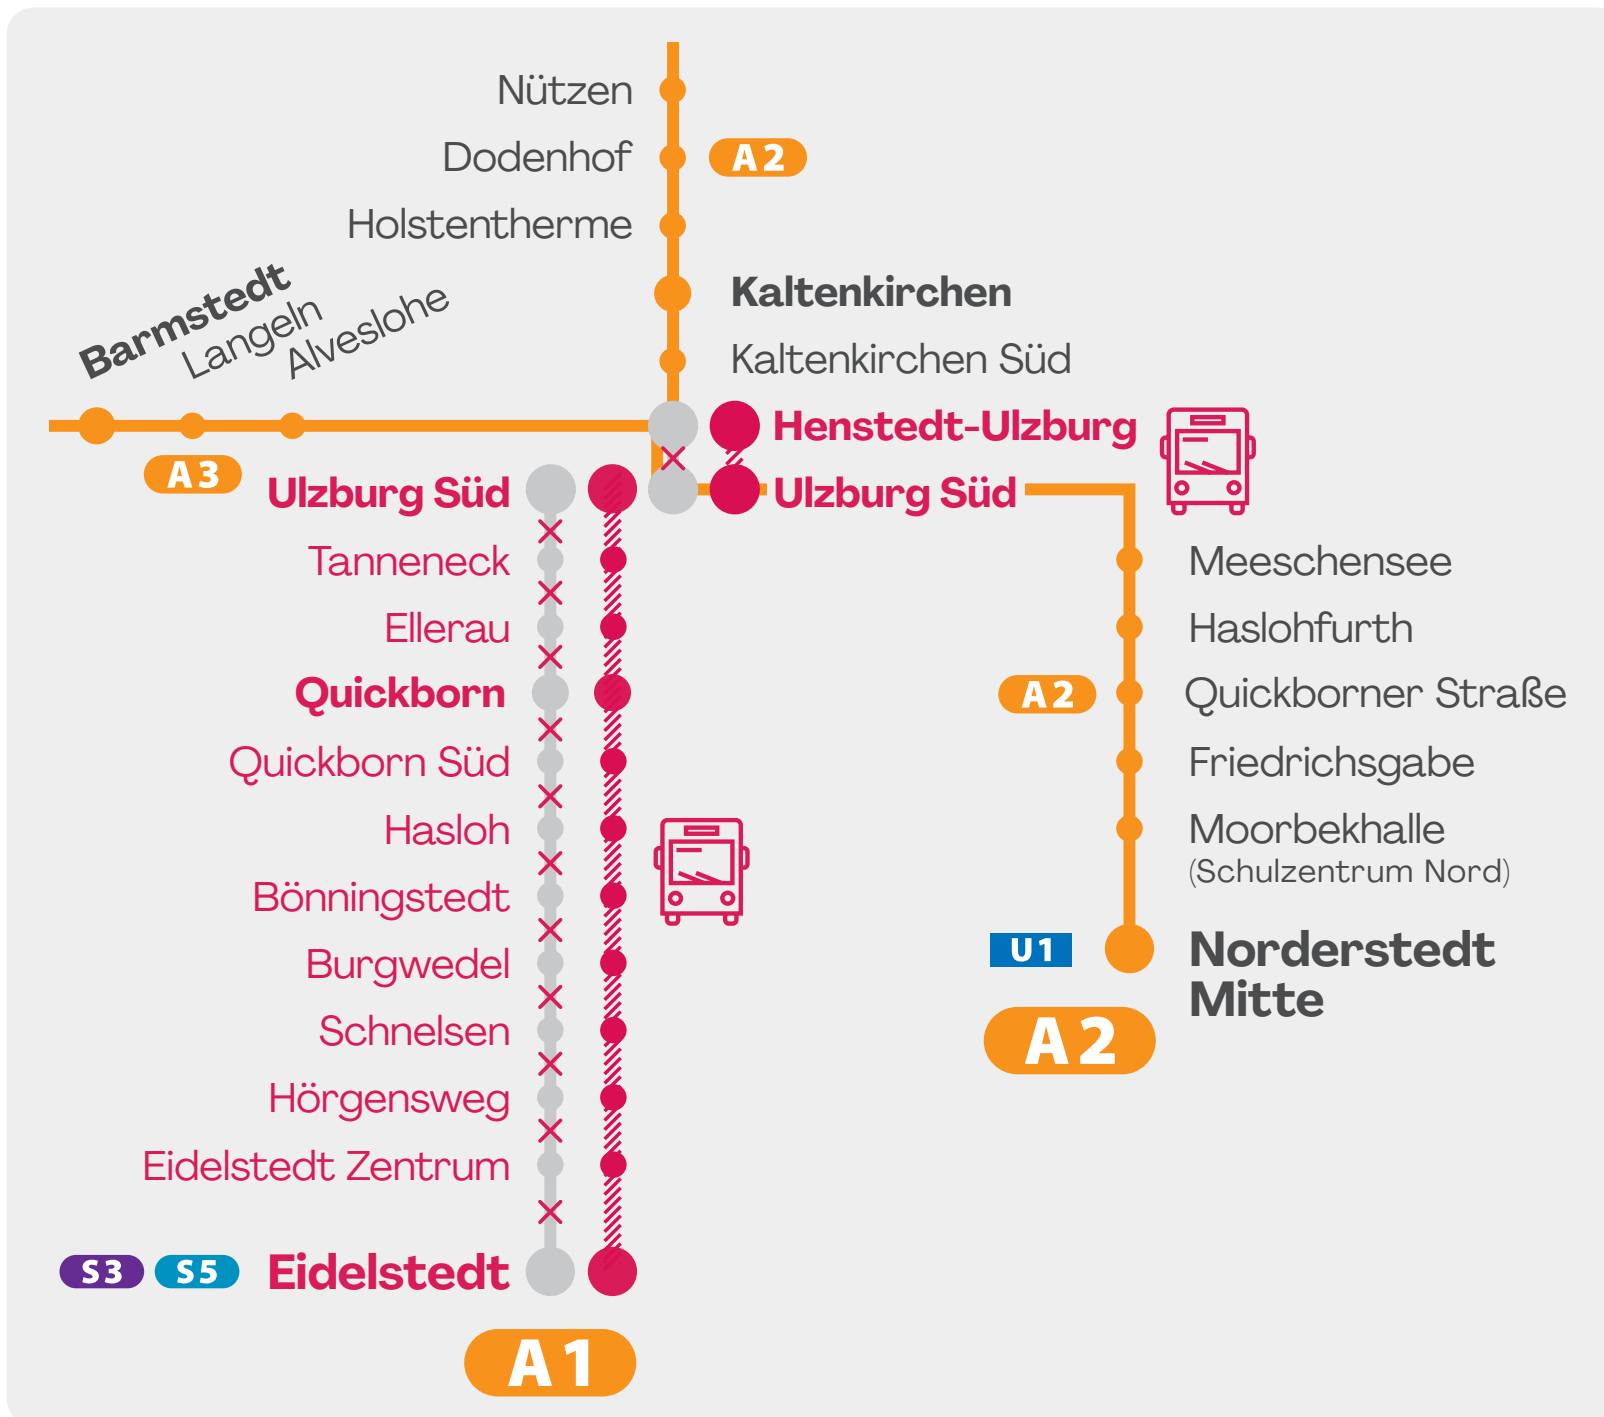 Nützen
Dodenhof
A2
Holstentherme
Kaltenkirchen
Kaltenkirchen Süd
Barmstedt
Langeln
Alveslohe
A3
Henstedt-Ulzburg
Ulzburg Süd
Ulzburg Süd
Tanneneck
Ellerau
Quickborn
Quickborn Süd
Hasloh
Bönningstedt
Burgwedel
Schnelsen
Hörgensweg
Eidelstedt Zentrum
S3 S5 Eidelstedt
A1
Meeschensee
Haslohfurth
A2 Quickborner Straße
Friedrichsgabe
Moorbekhalle
(Schulzentrum Nord)
U1 Norderstedt
Mitte
A2